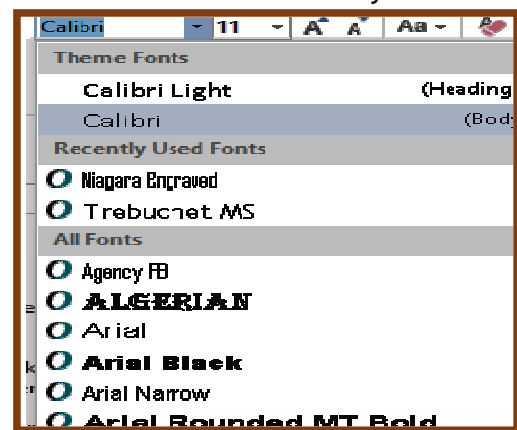 Calibri 11 A A Aa
Theme Fonts
Calibri Light (Heading
Calibri (Body
Recently Used Fonts
Niagara Engraved
Trebuchet MS
All Fonts
Agency FB
ALGERIAN
Arial
Arial Black
Arial Narrow
Arial Rounded MT Bold